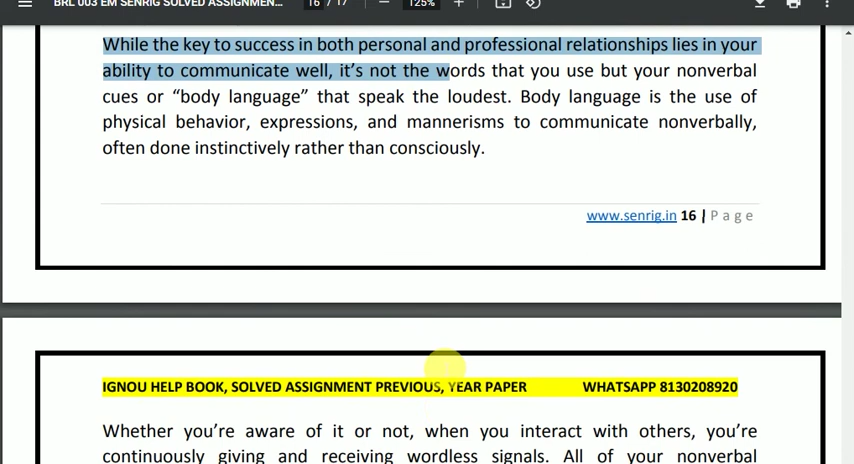 BRL 003 EM SENRIG SOLVED ASSIGNMEN... 16 / 17 125%
While the key to success in both personal and professional relationships lies in your
ability to communicate well, it's not the words that you use but your nonverbal
cues or “body language” that speak the loudest. Body language is the use of
physical behavior, expressions, and mannerisms to communicate nonverbally,
often done instinctively rather than consciously.
www.senrig.in 16 | P a g e
IGNOU HELP BOOK, SOLVED ASSIGNMENT PREVIOUS, YEAR PAPER WHATSAPP 8130208920
Whether you're aware of it or not, when you interact with others, you're
continuously giving and receiving wordless signals. All of your nonverbal